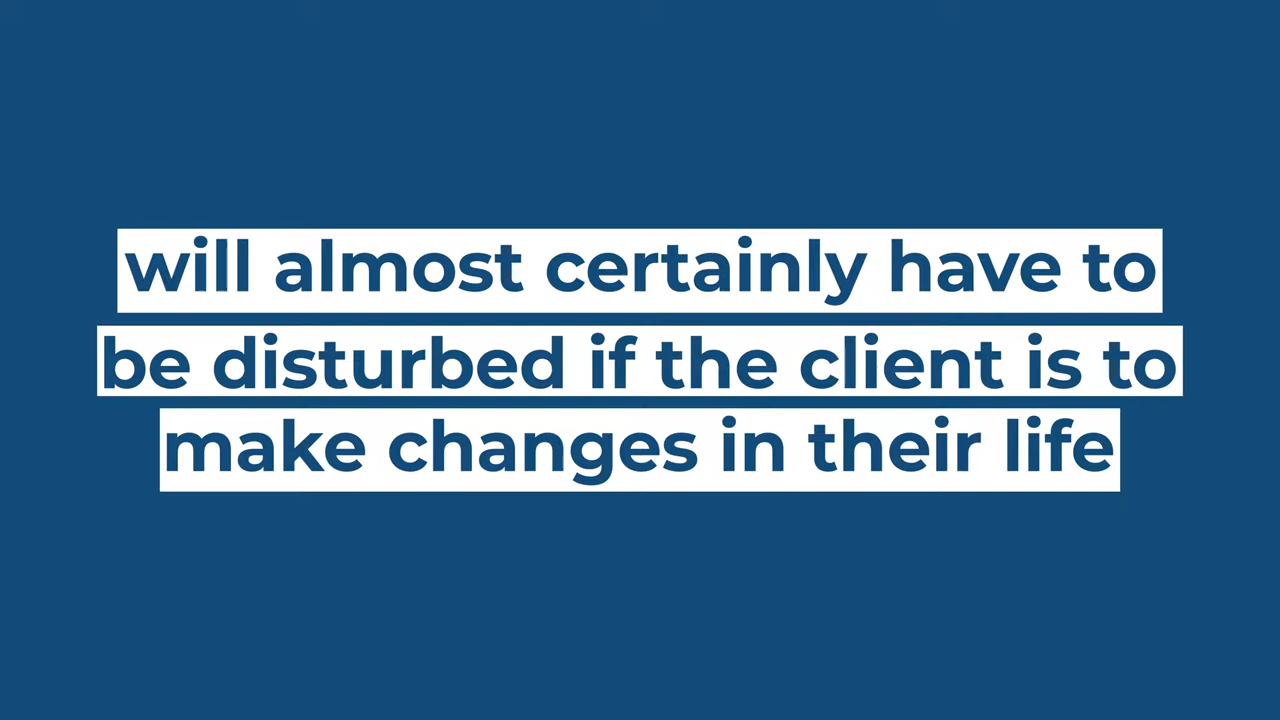 will almost certainly have to
be disturbed if the client is to
make changes in their life